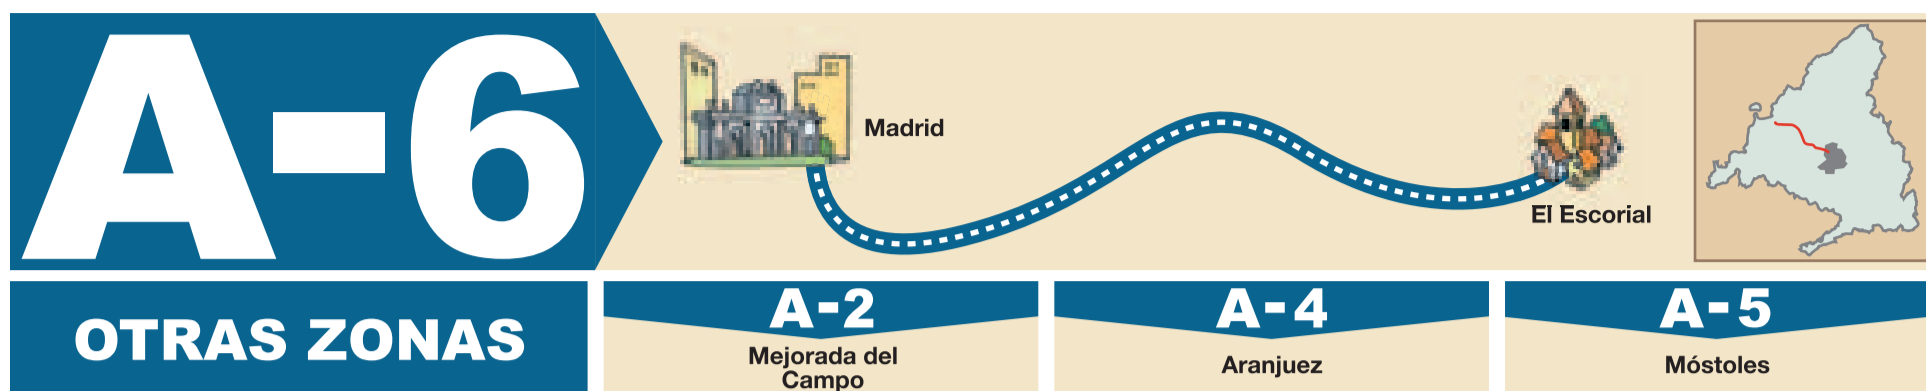 A-6
Madrid
El Escorial
OTRAS ZONAS
A-2
Mejorada del
Campo
A-4
Aranjuez
A-5
Móstoles